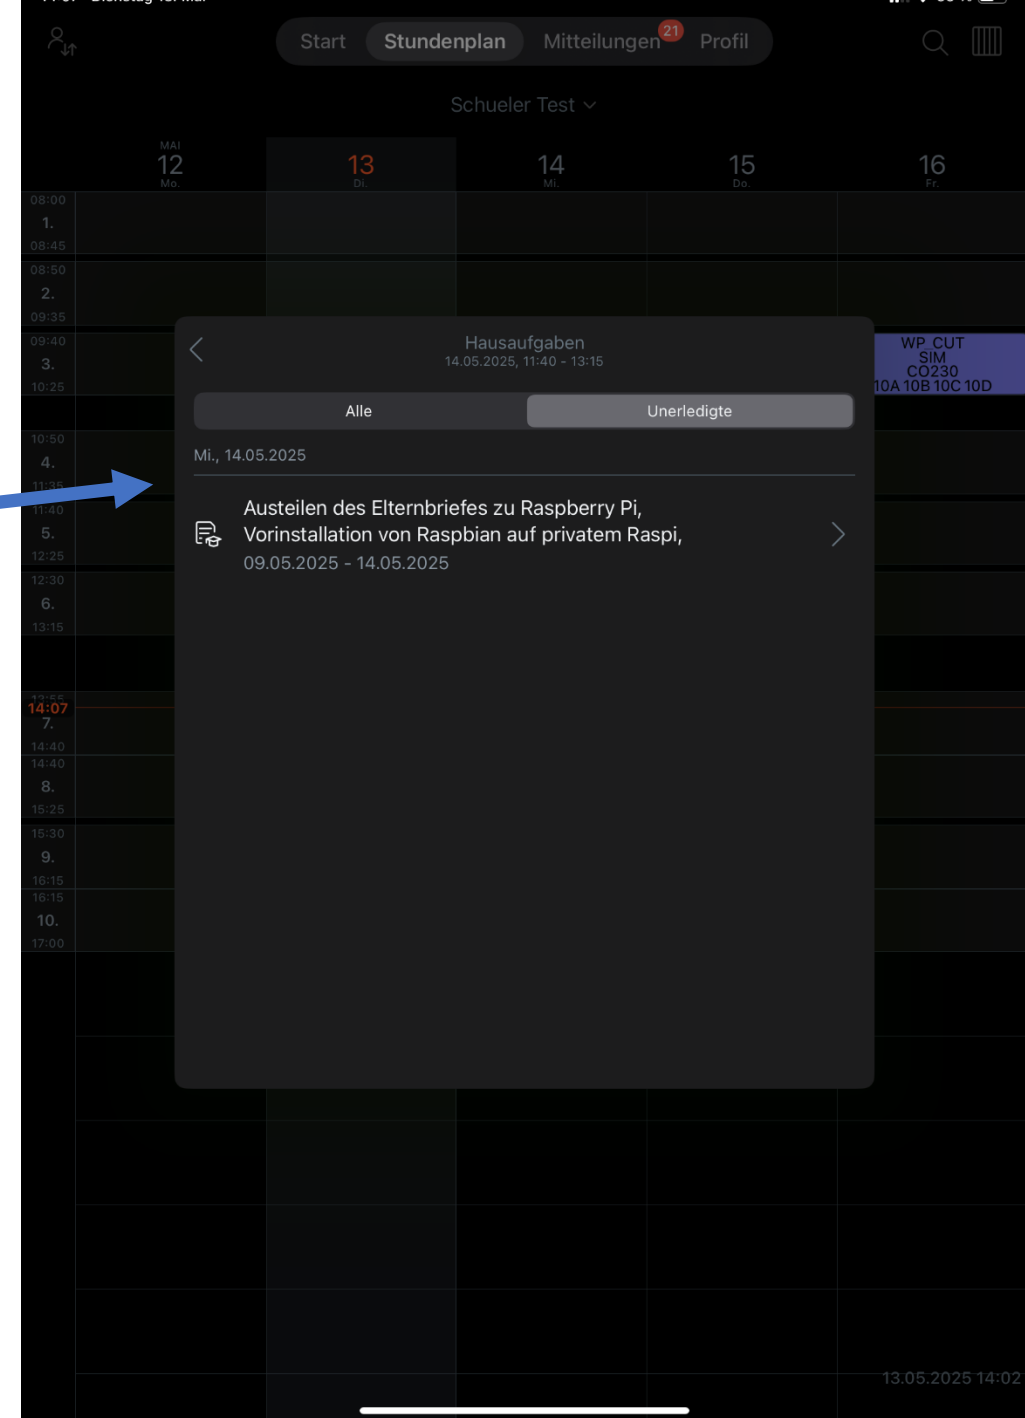 Start Stundenplan Mitteilungen 21 Profil
Schueler Test
MAI
12 13 14 15 16
Mo. Di. Mi. Do. Fr.
08:00
1.
08:45
08:50
2.
09:35
09:40
3.
10:25
WP_CUT
SIM
CO230
10A 10B 10C 10D
Hausaufgaben
14.05.2025, 11:40 - 13:15
Alle Unerledigte
Mi., 14.05.2025
Austeilen des Elternbriefes zu Raspberry Pi,
Vorinstallation von Raspbian auf privatem Raspi,
09.05.2025 - 14.05.2025
10:50
4.
11:35
11:40
5.
12:25
12:30
6.
13:15
14:07
7.
14:40
14:40
8.
15:25
15:30
9.
16:15
16:15
10.
17:00
13.05.2025 14:02